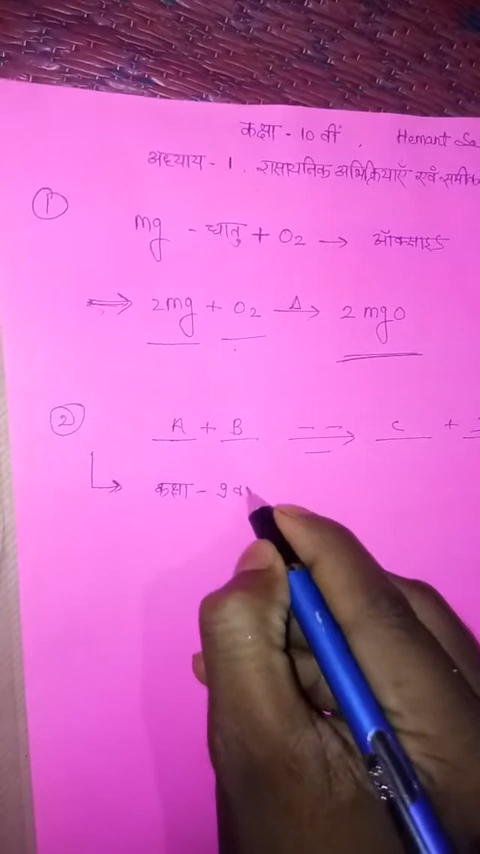 कक्षा - 10 वीं , Hemant
अध्याय - 1 . रासायनिक अभिक्रियाएँ एवं
① mg - धातु + O2 → ऑक्साइड
⇒ 2mg + O2 Δ→ 2mgO
② A + B ⇒ C +
↳ कक्षा - 9 व